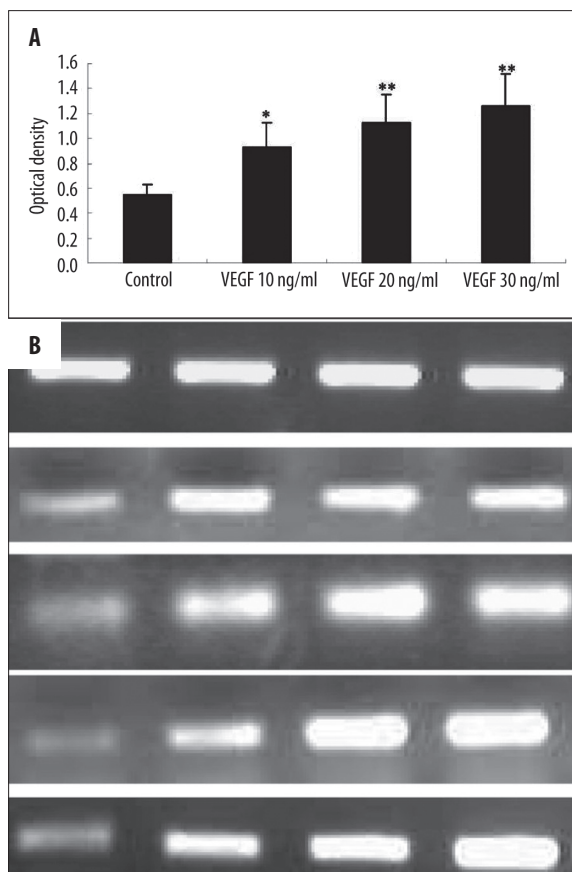 A
1.6
1.4
1.2
1.0
0.8
0.6
0.4
0.2
0.0
Optical density
*
**
**
Control
VEGF 10 ng/ml
VEGF 20 ng/ml
VEGF 30 ng/ml
B